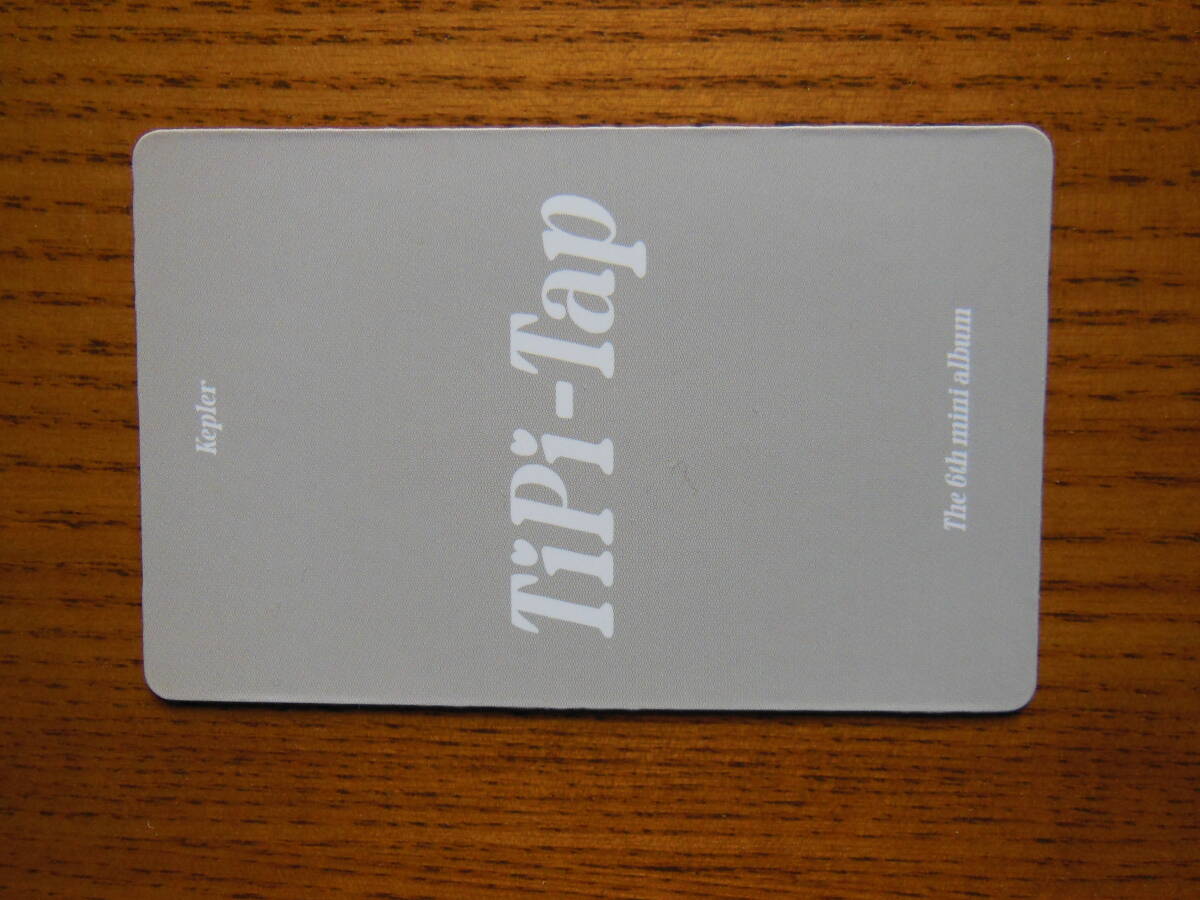 Kepler
TiPi-Tap
The 6th mini album